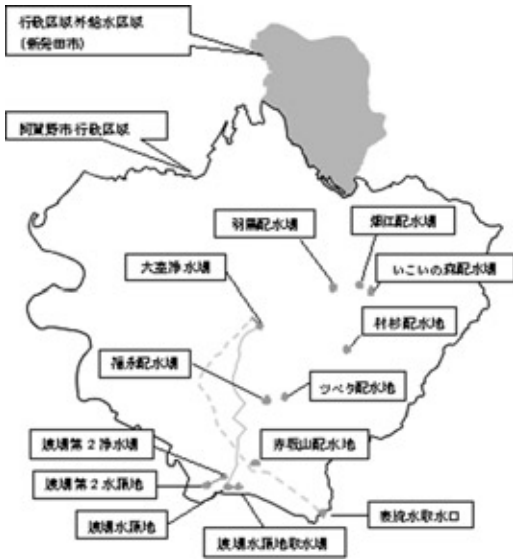 行政区域外給水区域
(新発田市)
阿賀野市行政区域
羽黒配水場
畑江配水場
大室浄水場
いこいの森配水場
村杉配水地
福永配水場
ツベタ配水地
渡場第2浄水場
赤坂山配水地
渡場第2水源地
渡場水源地
渡場水源地取水場
表流水取水口